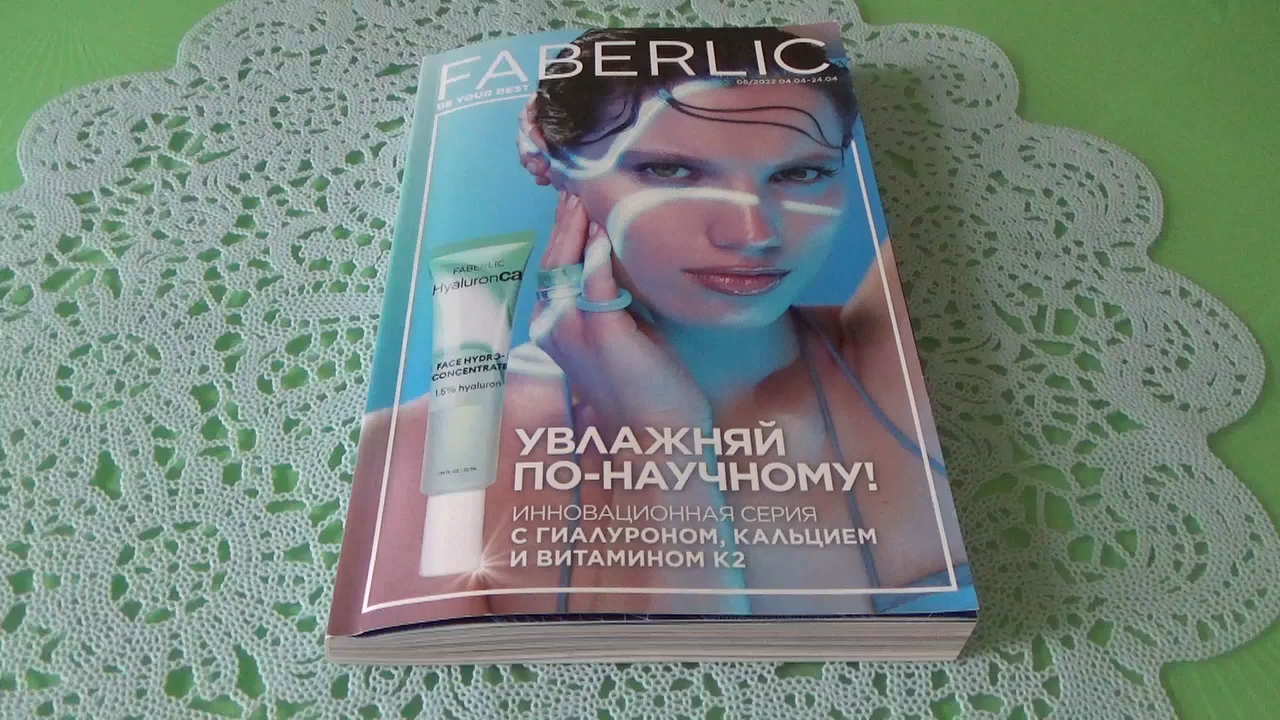 FABERLIC
BE YOUR BEST
06/2022 04.04-24.04
FABERLIC
HyaluronCa
FACE HYDRO-
CONCENTRATE
1.5% hyaluron
УВЛАЖНЯЙ
ПО-НАУЧНОМУ!
ИННОВАЦИОННАЯ СЕРИЯ
С ГИАЛУРОНОМ, КАЛЬЦИЕМ
И ВИТАМИНОМ К2